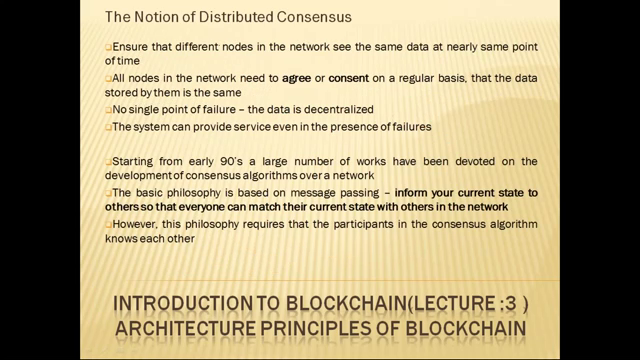 The Notion of Distributed Consensus
Ensure that different nodes in the network see the same data at nearly same point
of time
All nodes in the network need to agree or consent on a regular basis, that the data
stored by them is the same
No single point of failure – the data is decentralized
The system can provide service even in the presence of failures
Starting from early 90's a large number of works have been devoted on the
development of consensus algorithms over a network
The basic philosophy is based on message passing – inform your current state to
others so that everyone can match their current state with others in the network
However, this philosophy requires that the participants in the consensus algorithm
knows each other
INTRODUCTION TO BLOCKCHAIN(LECTURE :3 )
ARCHITECTURE PRINCIPLES OF BLOCKCHAIN